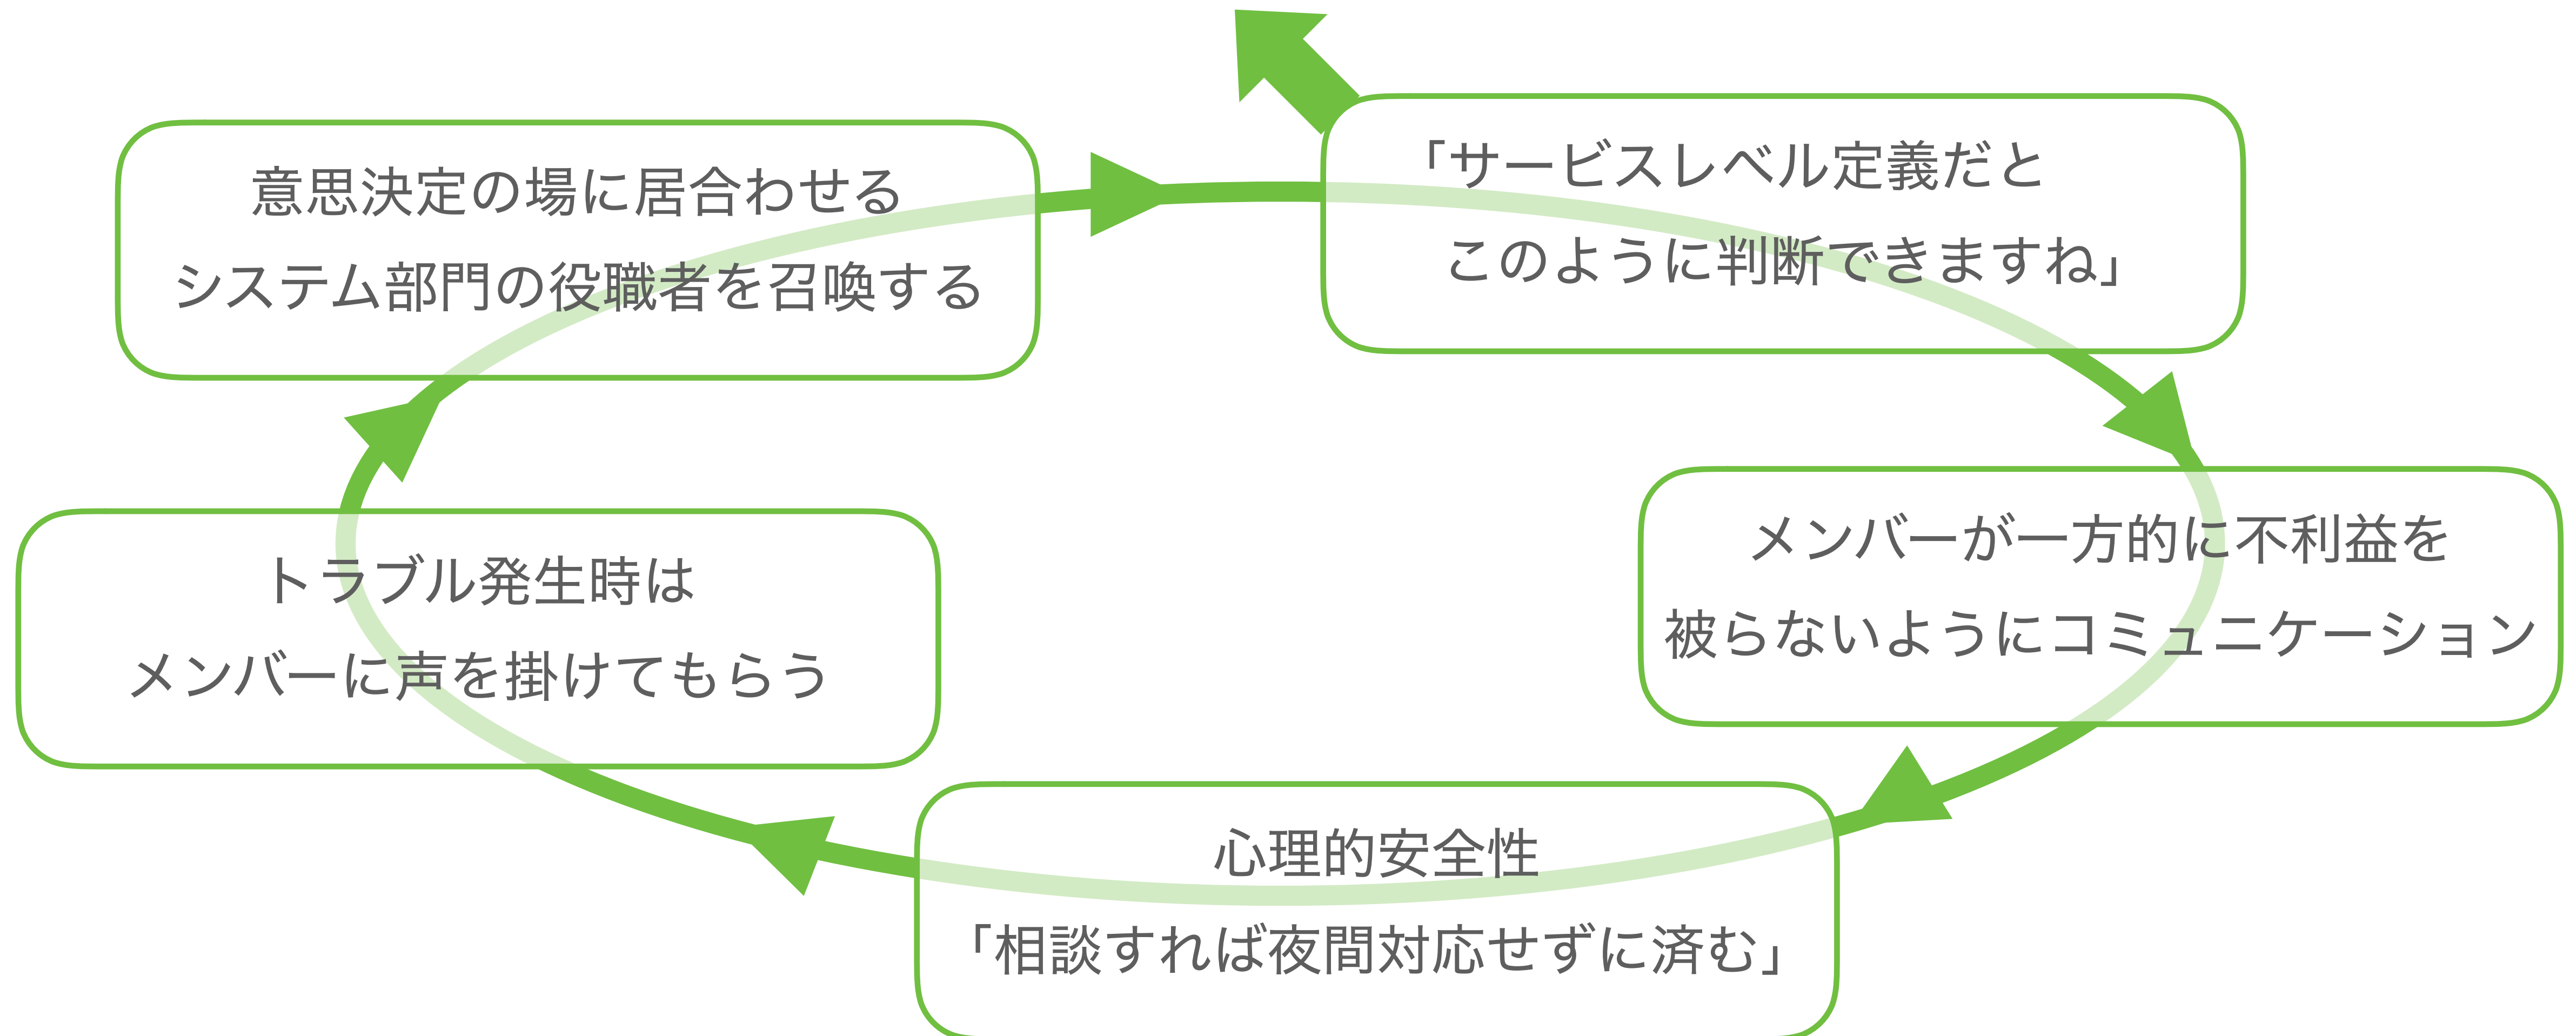 意思決定の場に居合わせる
システム部門の役職者を召喚する
「サービスレベル定義だと
このように判断できますね」
メンバーが一方的に不利益を
被らないようにコミュニケーション
トラブル発生時は
メンバーに声を掛けてもらう
心理的安全性
「相談すれば夜間対応せずに済む」